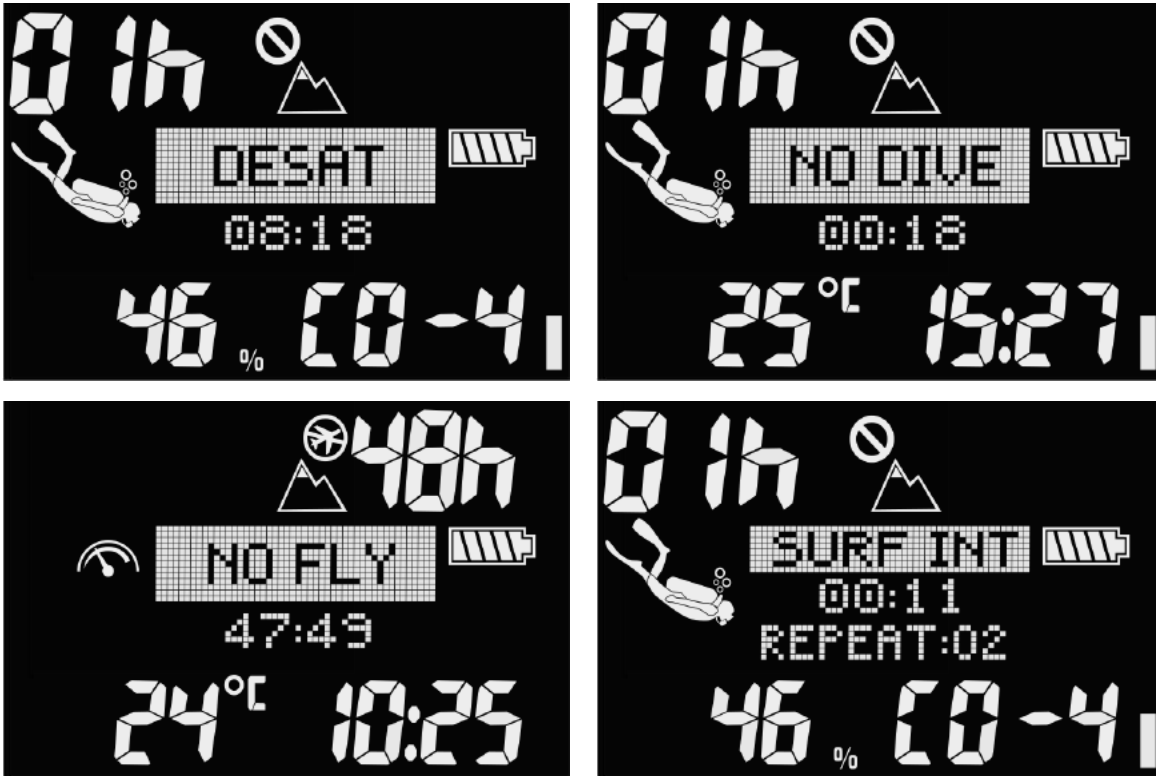 01h
DESAT
08:18
46 % C0-4
01h
NO DIVE
00:18
25 °C 15:27
48h
NO FLY
47:49
24 °C 10:25
01h
SURF INT
00:11
REPEAT:02
46 % C0-4